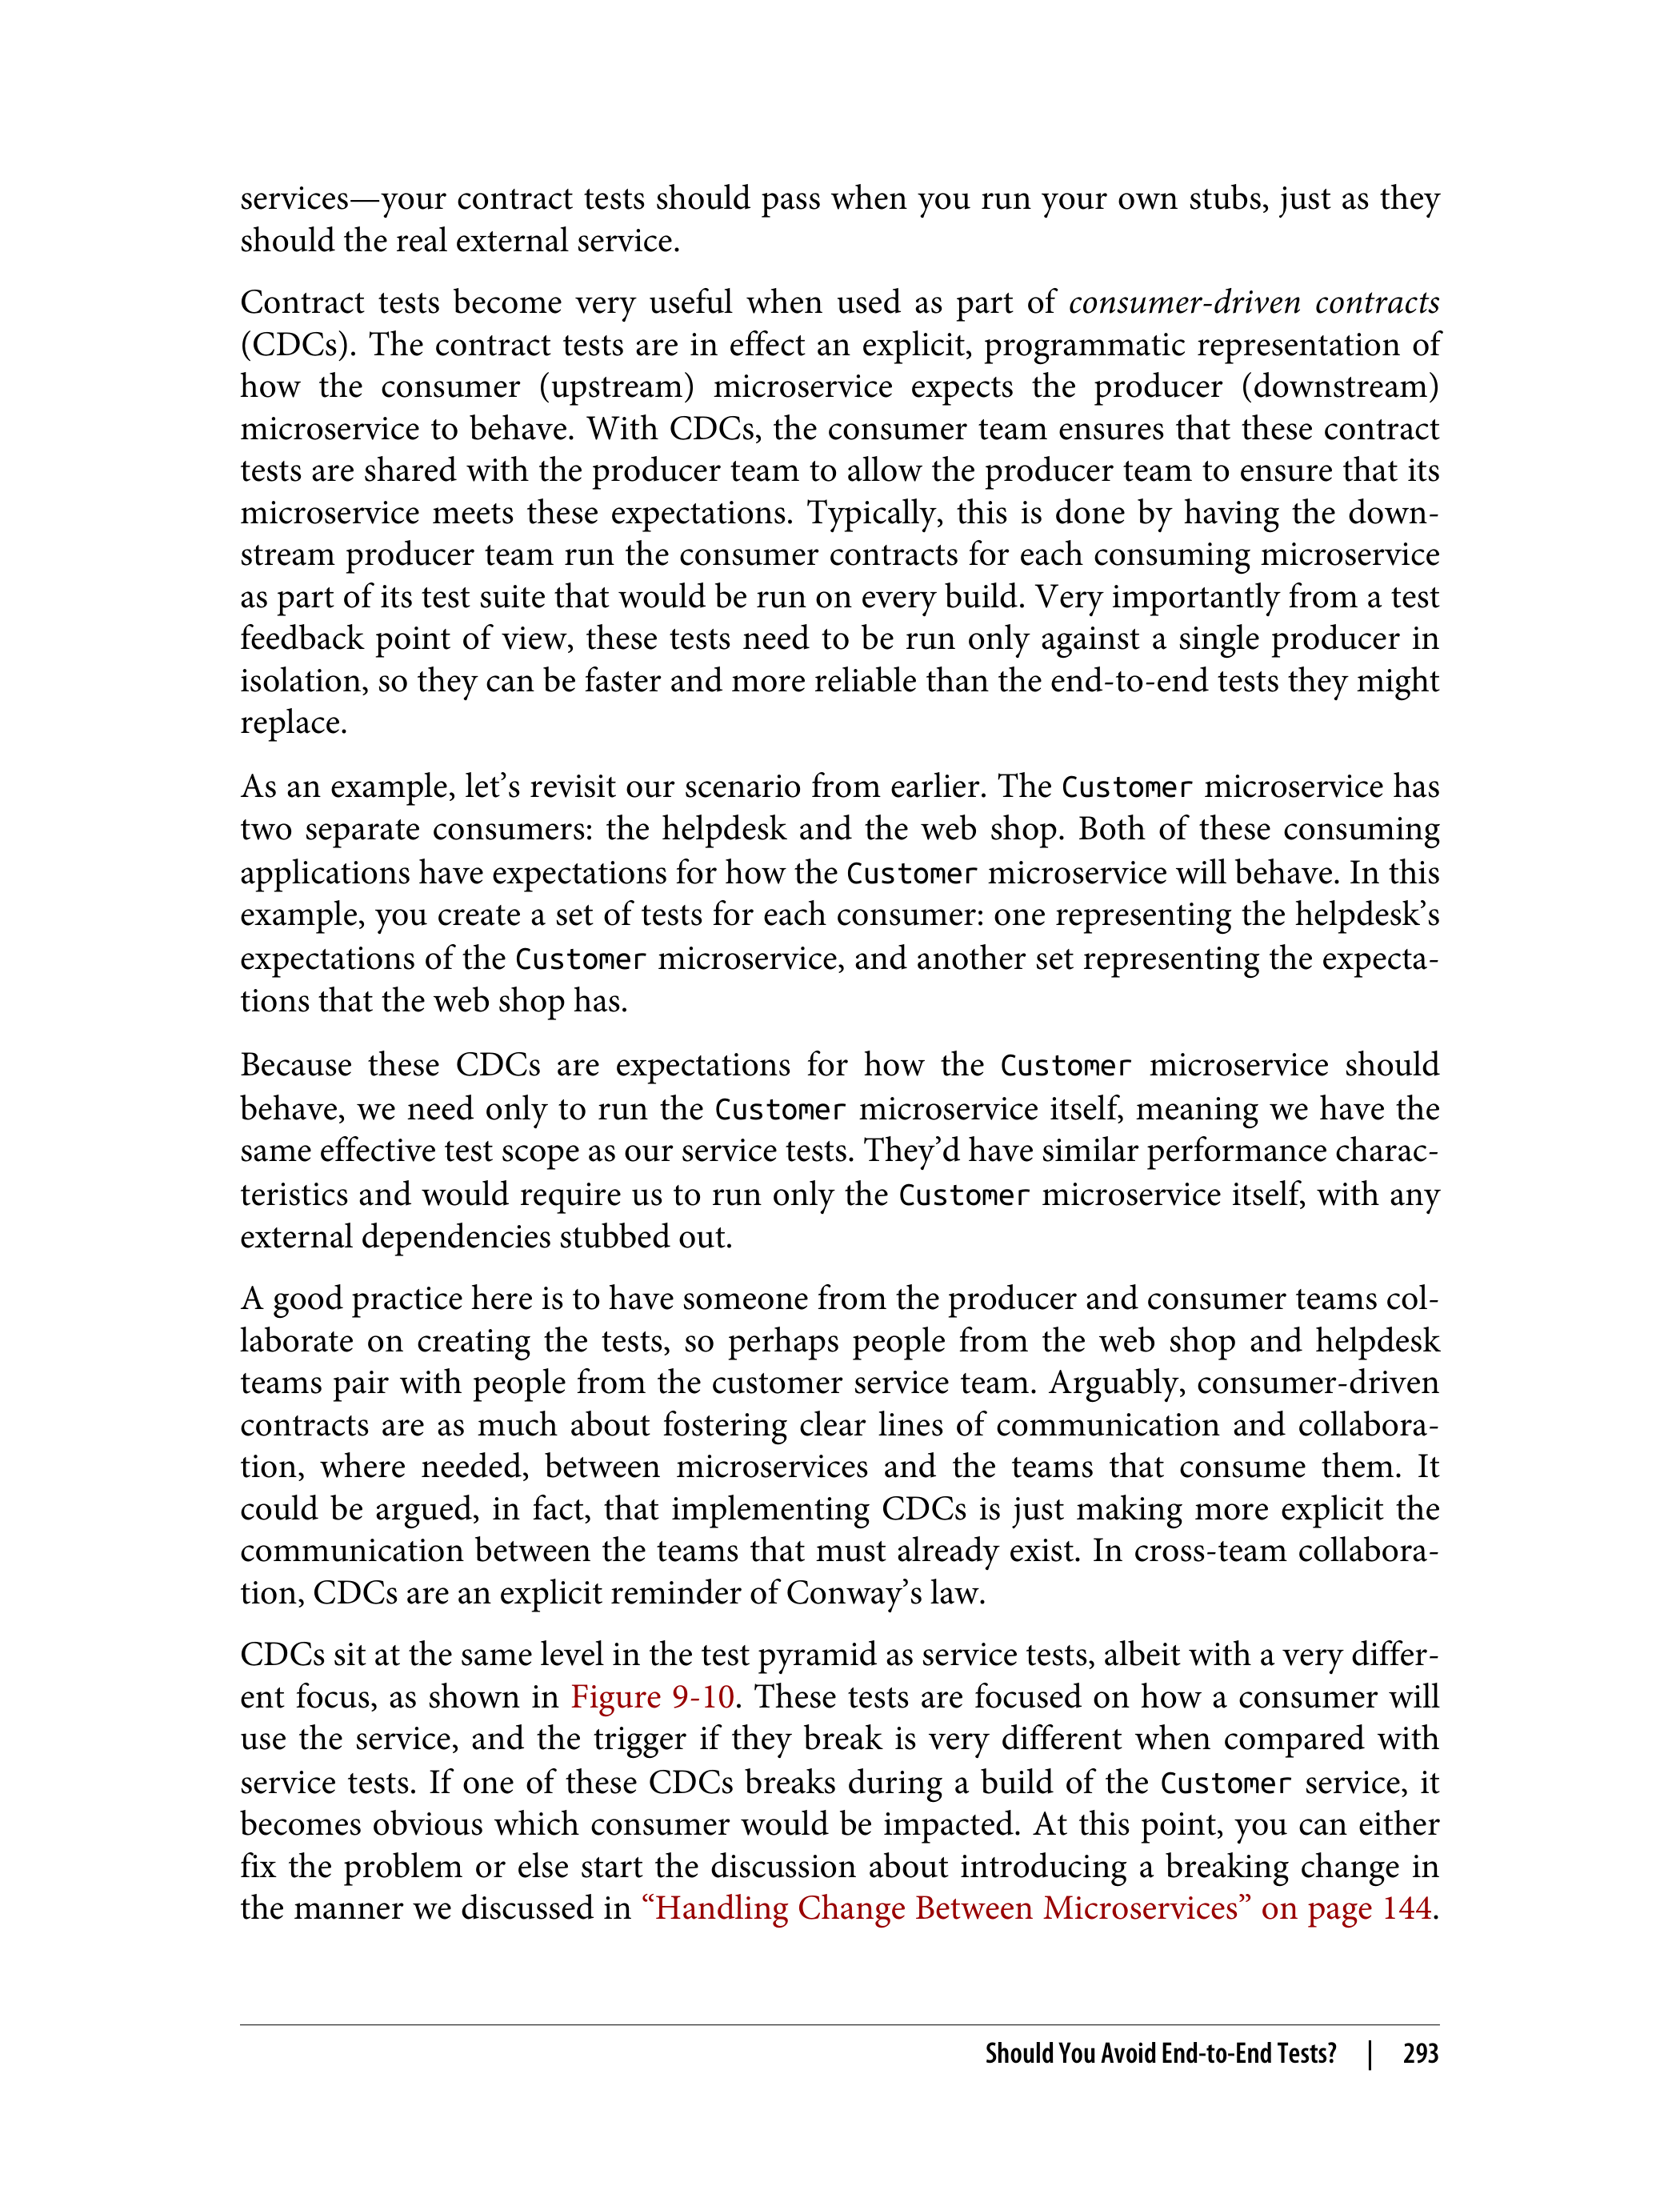 services—your contract tests should pass when you run your own stubs, just as they
should the real external service.
Contract tests become very useful when used as part of consumer-driven contracts
(CDCs). The contract tests are in effect an explicit, programmatic representation of
how the consumer (upstream) microservice expects the producer (downstream)
microservice to behave. With CDCs, the consumer team ensures that these contract
tests are shared with the producer team to allow the producer team to ensure that its
microservice meets these expectations. Typically, this is done by having the down-
stream producer team run the consumer contracts for each consuming microservice
as part of its test suite that would be run on every build. Very importantly from a test
feedback point of view, these tests need to be run only against a single producer in
isolation, so they can be faster and more reliable than the end-to-end tests they might
replace.
As an example, let’s revisit our scenario from earlier. The Customer microservice has
two separate consumers: the helpdesk and the web shop. Both of these consuming
applications have expectations for how the Customer microservice will behave. In this
example, you create a set of tests for each consumer: one representing the helpdesk’s
expectations of the Customer microservice, and another set representing the expecta-
tions that the web shop has.
Because these CDCs are expectations for how the Customer microservice should
behave, we need only to run the Customer microservice itself, meaning we have the
same effective test scope as our service tests. They’d have similar performance charac-
teristics and would require us to run only the Customer microservice itself, with any
external dependencies stubbed out.
A good practice here is to have someone from the producer and consumer teams col-
laborate on creating the tests, so perhaps people from the web shop and helpdesk
teams pair with people from the customer service team. Arguably, consumer-driven
contracts are as much about fostering clear lines of communication and collabora-
tion, where needed, between microservices and the teams that consume them. It
could be argued, in fact, that implementing CDCs is just making more explicit the
communication between the teams that must already exist. In cross-team collabora-
tion, CDCs are an explicit reminder of Conway’s law.
CDCs sit at the same level in the test pyramid as service tests, albeit with a very differ-
ent focus, as shown in Figure 9-10. These tests are focused on how a consumer will
use the service, and the trigger if they break is very different when compared with
service tests. If one of these CDCs breaks during a build of the Customer service, it
becomes obvious which consumer would be impacted. At this point, you can either
fix the problem or else start the discussion about introducing a breaking change in
the manner we discussed in “Handling Change Between Microservices” on page 144.
Should You Avoid End-to-End Tests? | 293